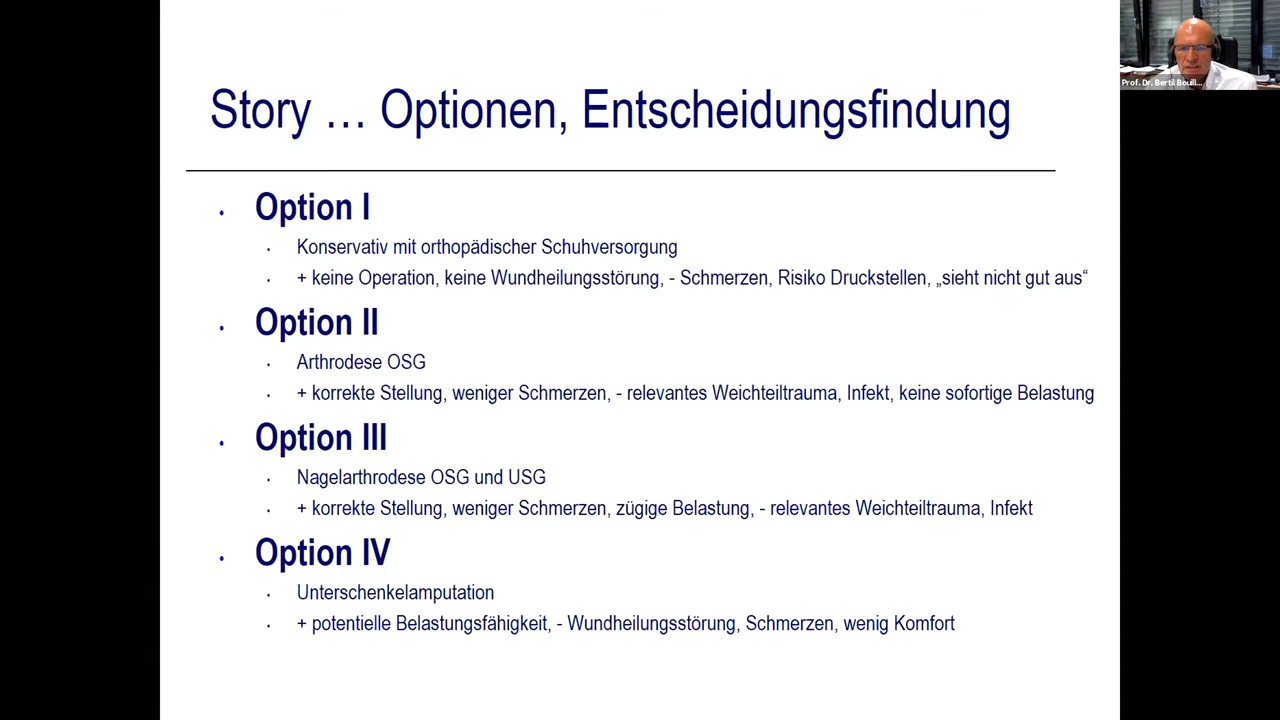 Prof. Dr. Bertil Bouill...
Story … Optionen, Entscheidungsfindung
• Option I
• Konservativ mit orthopädischer Schuhversorgung
• + keine Operation, keine Wundheilungsstörung, - Schmerzen, Risiko Druckstellen, „sieht nicht gut aus“
• Option II
• Arthrodese OSG
• + korrekte Stellung, weniger Schmerzen, - relevantes Weichteiltrauma, Infekt, keine sofortige Belastung
• Option III
• Nagelarthrodese OSG und USG
• + korrekte Stellung, weniger Schmerzen, zügige Belastung, - relevantes Weichteiltrauma, Infekt
• Option IV
• Unterschenkelamputation
• + potentielle Belastungsfähigkeit, - Wundheilungsstörung, Schmerzen, wenig Komfort